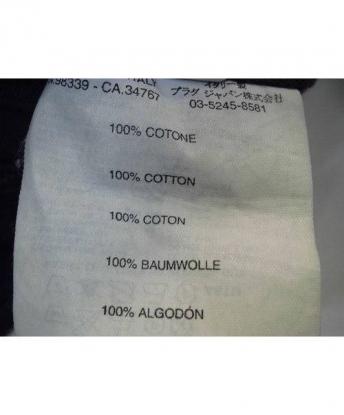 ITALY イタリー製
98339 - CA.34767 プラグ ジャパン株式会社
03-5245-8581
100% COTONE
100% COTTON
100% COTON
100% BAUMWOLLE
100% ALGODÓN